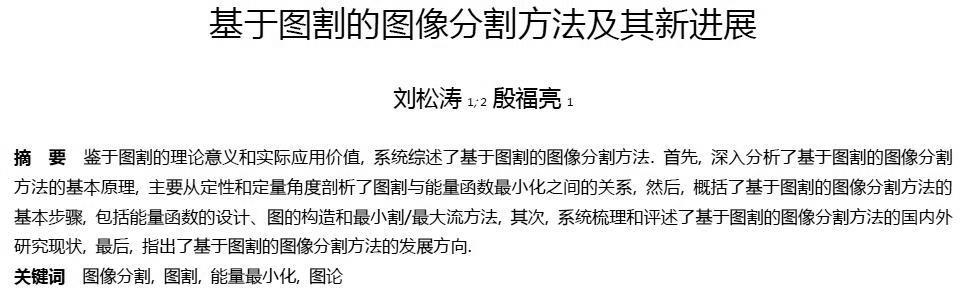 基于图割的图像分割方法及其新进展
刘松涛 1, 2 殷福亮 1
摘 要 鉴于图割的理论意义和实际应用价值, 系统综述了基于图割的图像分割方法. 首先, 深入分析了基于图割的图像分割
方法的基本原理, 主要从定性和定量角度剖析了图割与能量函数最小化之间的关系, 然后, 概括了基于图割的图像分割方法的
基本步骤, 包括能量函数的设计、图的构造和最小割/最大流方法, 其次, 系统梳理和评述了基于图割的图像分割方法的国内外
研究现状, 最后, 指出了基于图割的图像分割方法的发展方向.
关键词 图像分割, 图割, 能量最小化, 图论